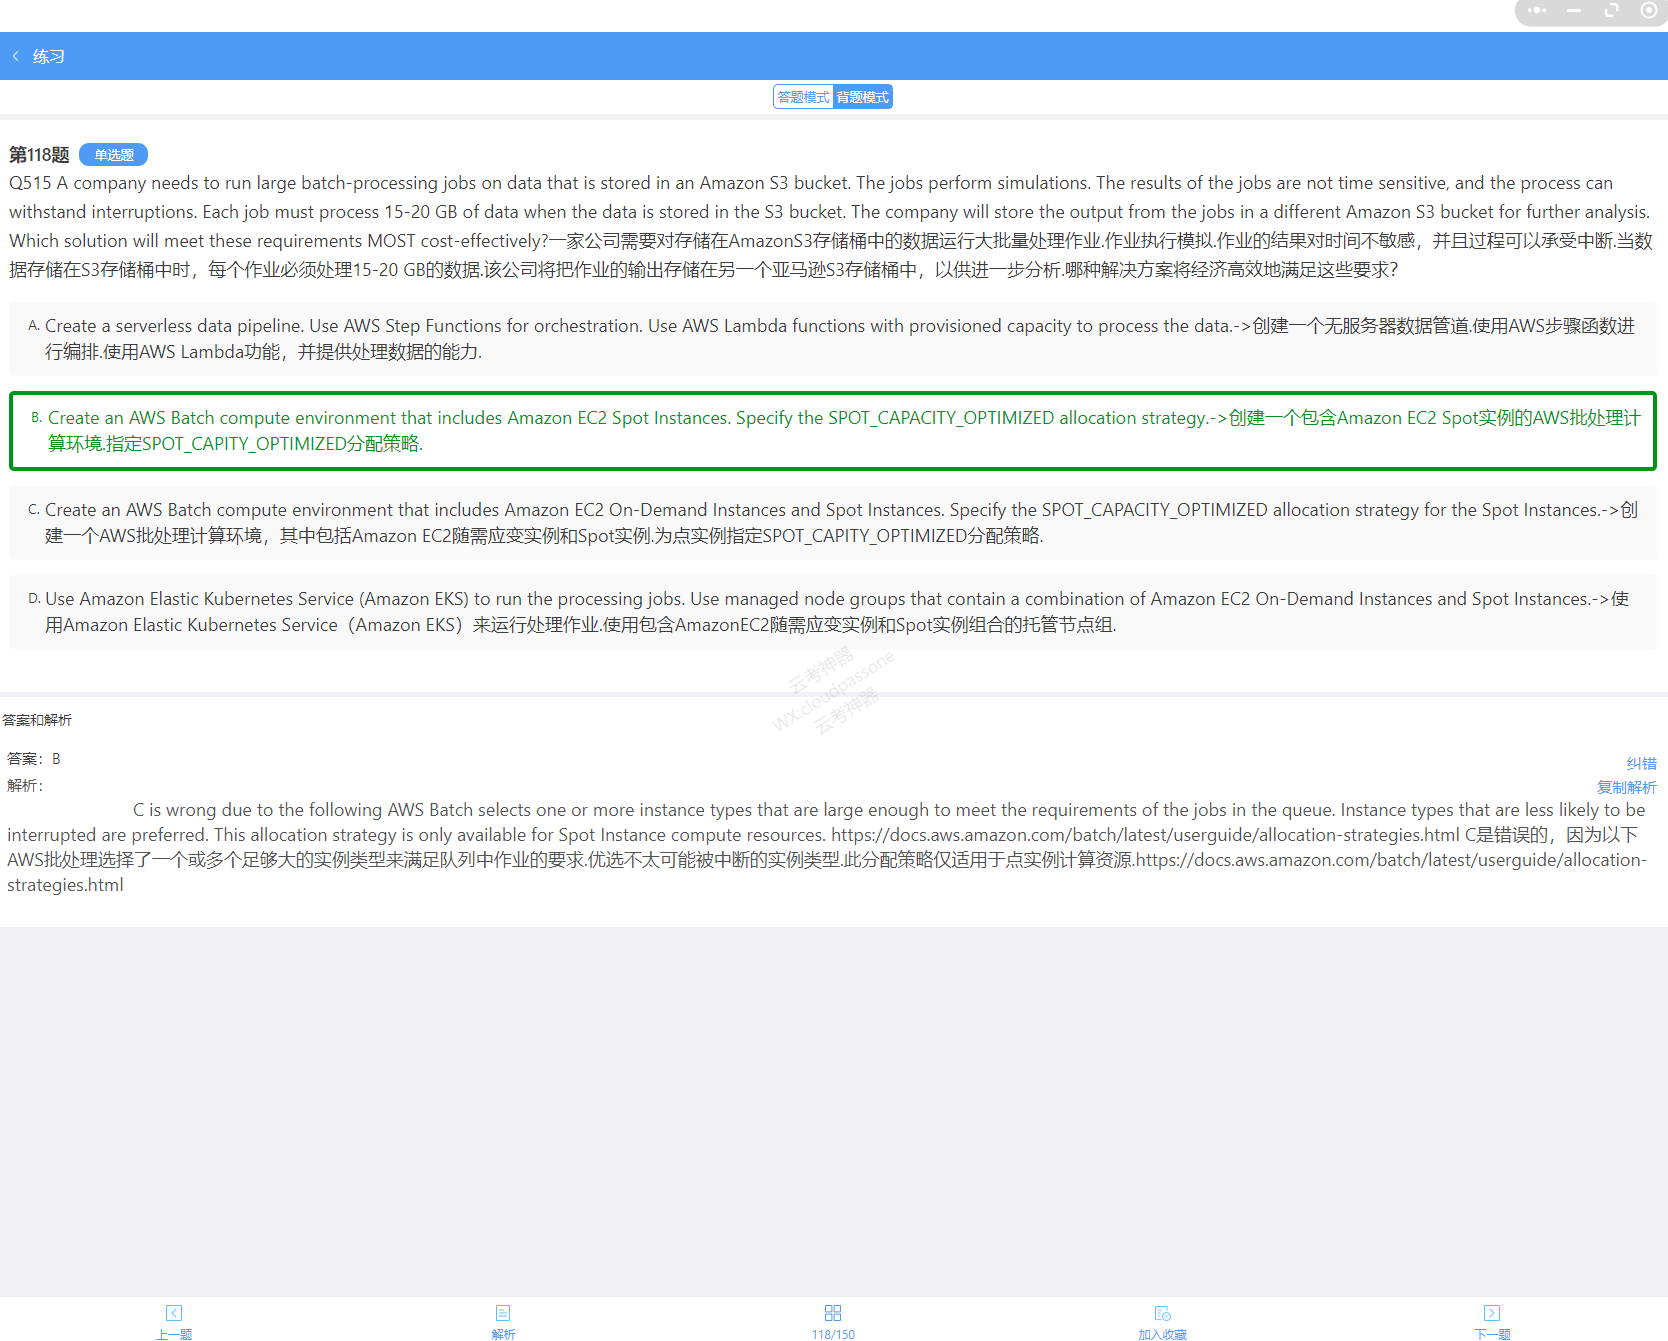 练习
答题模式 背题模式
第118题 单选题
Q515 A company needs to run large batch-processing jobs on data that is stored in an Amazon S3 bucket. The jobs perform simulations. The results of the jobs are not time sensitive, and the process can
withstand interruptions. Each job must process 15-20 GB of data when the data is stored in the S3 bucket. The company will store the output from the jobs in a different Amazon S3 bucket for further analysis.
Which solution will meet these requirements MOST cost-effectively?一家公司需要对存储在AmazonS3存储桶中的数据运行大批量处理作业.作业执行模拟.作业的结果对时间不敏感，并且过程可以承受中断.当数
据存储在S3存储桶中时，每个作业必须处理15-20 GB的数据.该公司将把作业的输出存储在另一个亚马逊S3存储桶中，以供进一步分析.哪种解决方案将经济高效地满足这些要求?
A. Create a serverless data pipeline. Use AWS Step Functions for orchestration. Use AWS Lambda functions with provisioned capacity to process the data.->创建一个无服务器数据管道.使用AWS步骤函数进
行编排.使用AWS Lambda功能，并提供处理数据的能力.
B. Create an AWS Batch compute environment that includes Amazon EC2 Spot Instances. Specify the SPOT_CAPACITY_OPTIMIZED allocation strategy.->创建一个包含Amazon EC2 Spot实例的AWS批处理计
算环境.指定SPOT_CAPITY_OPTIMIZED分配策略.
C. Create an AWS Batch compute environment that includes Amazon EC2 On-Demand Instances and Spot Instances. Specify the SPOT_CAPACITY_OPTIMIZED allocation strategy for the Spot Instances.->创
建一个AWS批处理计算环境，其中包括Amazon EC2随需应变实例和Spot实例.为点实例指定SPOT_CAPITY_OPTIMIZED分配策略.
D. Use Amazon Elastic Kubernetes Service (Amazon EKS) to run the processing jobs. Use managed node groups that contain a combination of Amazon EC2 On-Demand Instances and Spot Instances.->使
用Amazon Elastic Kubernetes Service（Amazon EKS）来运行处理作业.使用包含AmazonEC2随需应变实例和Spot实例组合的托管节点组.
云考神器
WX:cloudpassone
云考神器
答案和解析
答案：B
纠错
解析：
复制解析
C is wrong due to the following AWS Batch selects one or more instance types that are large enough to meet the requirements of the jobs in the queue. Instance types that are less likely to be
interrupted are preferred. This allocation strategy is only available for Spot Instance compute resources. https://docs.aws.amazon.com/batch/latest/userguide/allocation-strategies.html C是错误的，因为以下
AWS批处理选择了一个或多个足够大的实例类型来满足队列中作业的要求.优选不太可能被中断的实例类型.此分配策略仅适用于点实例计算资源.https://docs.aws.amazon.com/batch/latest/userguide/allocation-
strategies.html
上一题 解析 118/150 加入收藏 下一题